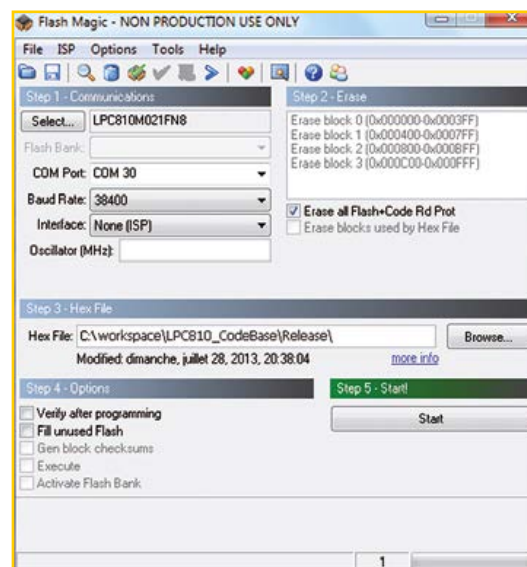 Flash Magic - NON PRODUCTION USE ONLY
File ISP Options Tools Help
Step 1 - Communications
Select... LPC810M021FN8
Flash Bank:
COM Port: COM 30
Baud Rate: 38400
Interface: None (ISP)
Oscillator (MHz):
Step 2 - Erase
Erase block 0 (0x000000-0x0003FF)
Erase block 1 (0x000400-0x0007FF)
Erase block 2 (0x000800-0x000BFF)
Erase block 3 (0x000C00-0x000FFF)
Erase all Flash+Code Rd Prot
Erase blocks used by Hex File
Step 3 - Hex File
Hex File: C:\workspace\LPC810_CodeBase\Release\
Browse...
Modified: dimanche, juillet 28, 2013, 20:38:04
more info
Step 4 - Options
Verify after programming
Fill unused Flash
Gen block checksums
Execute
Activate Flash Bank
Step 5 - Start!
Start
1